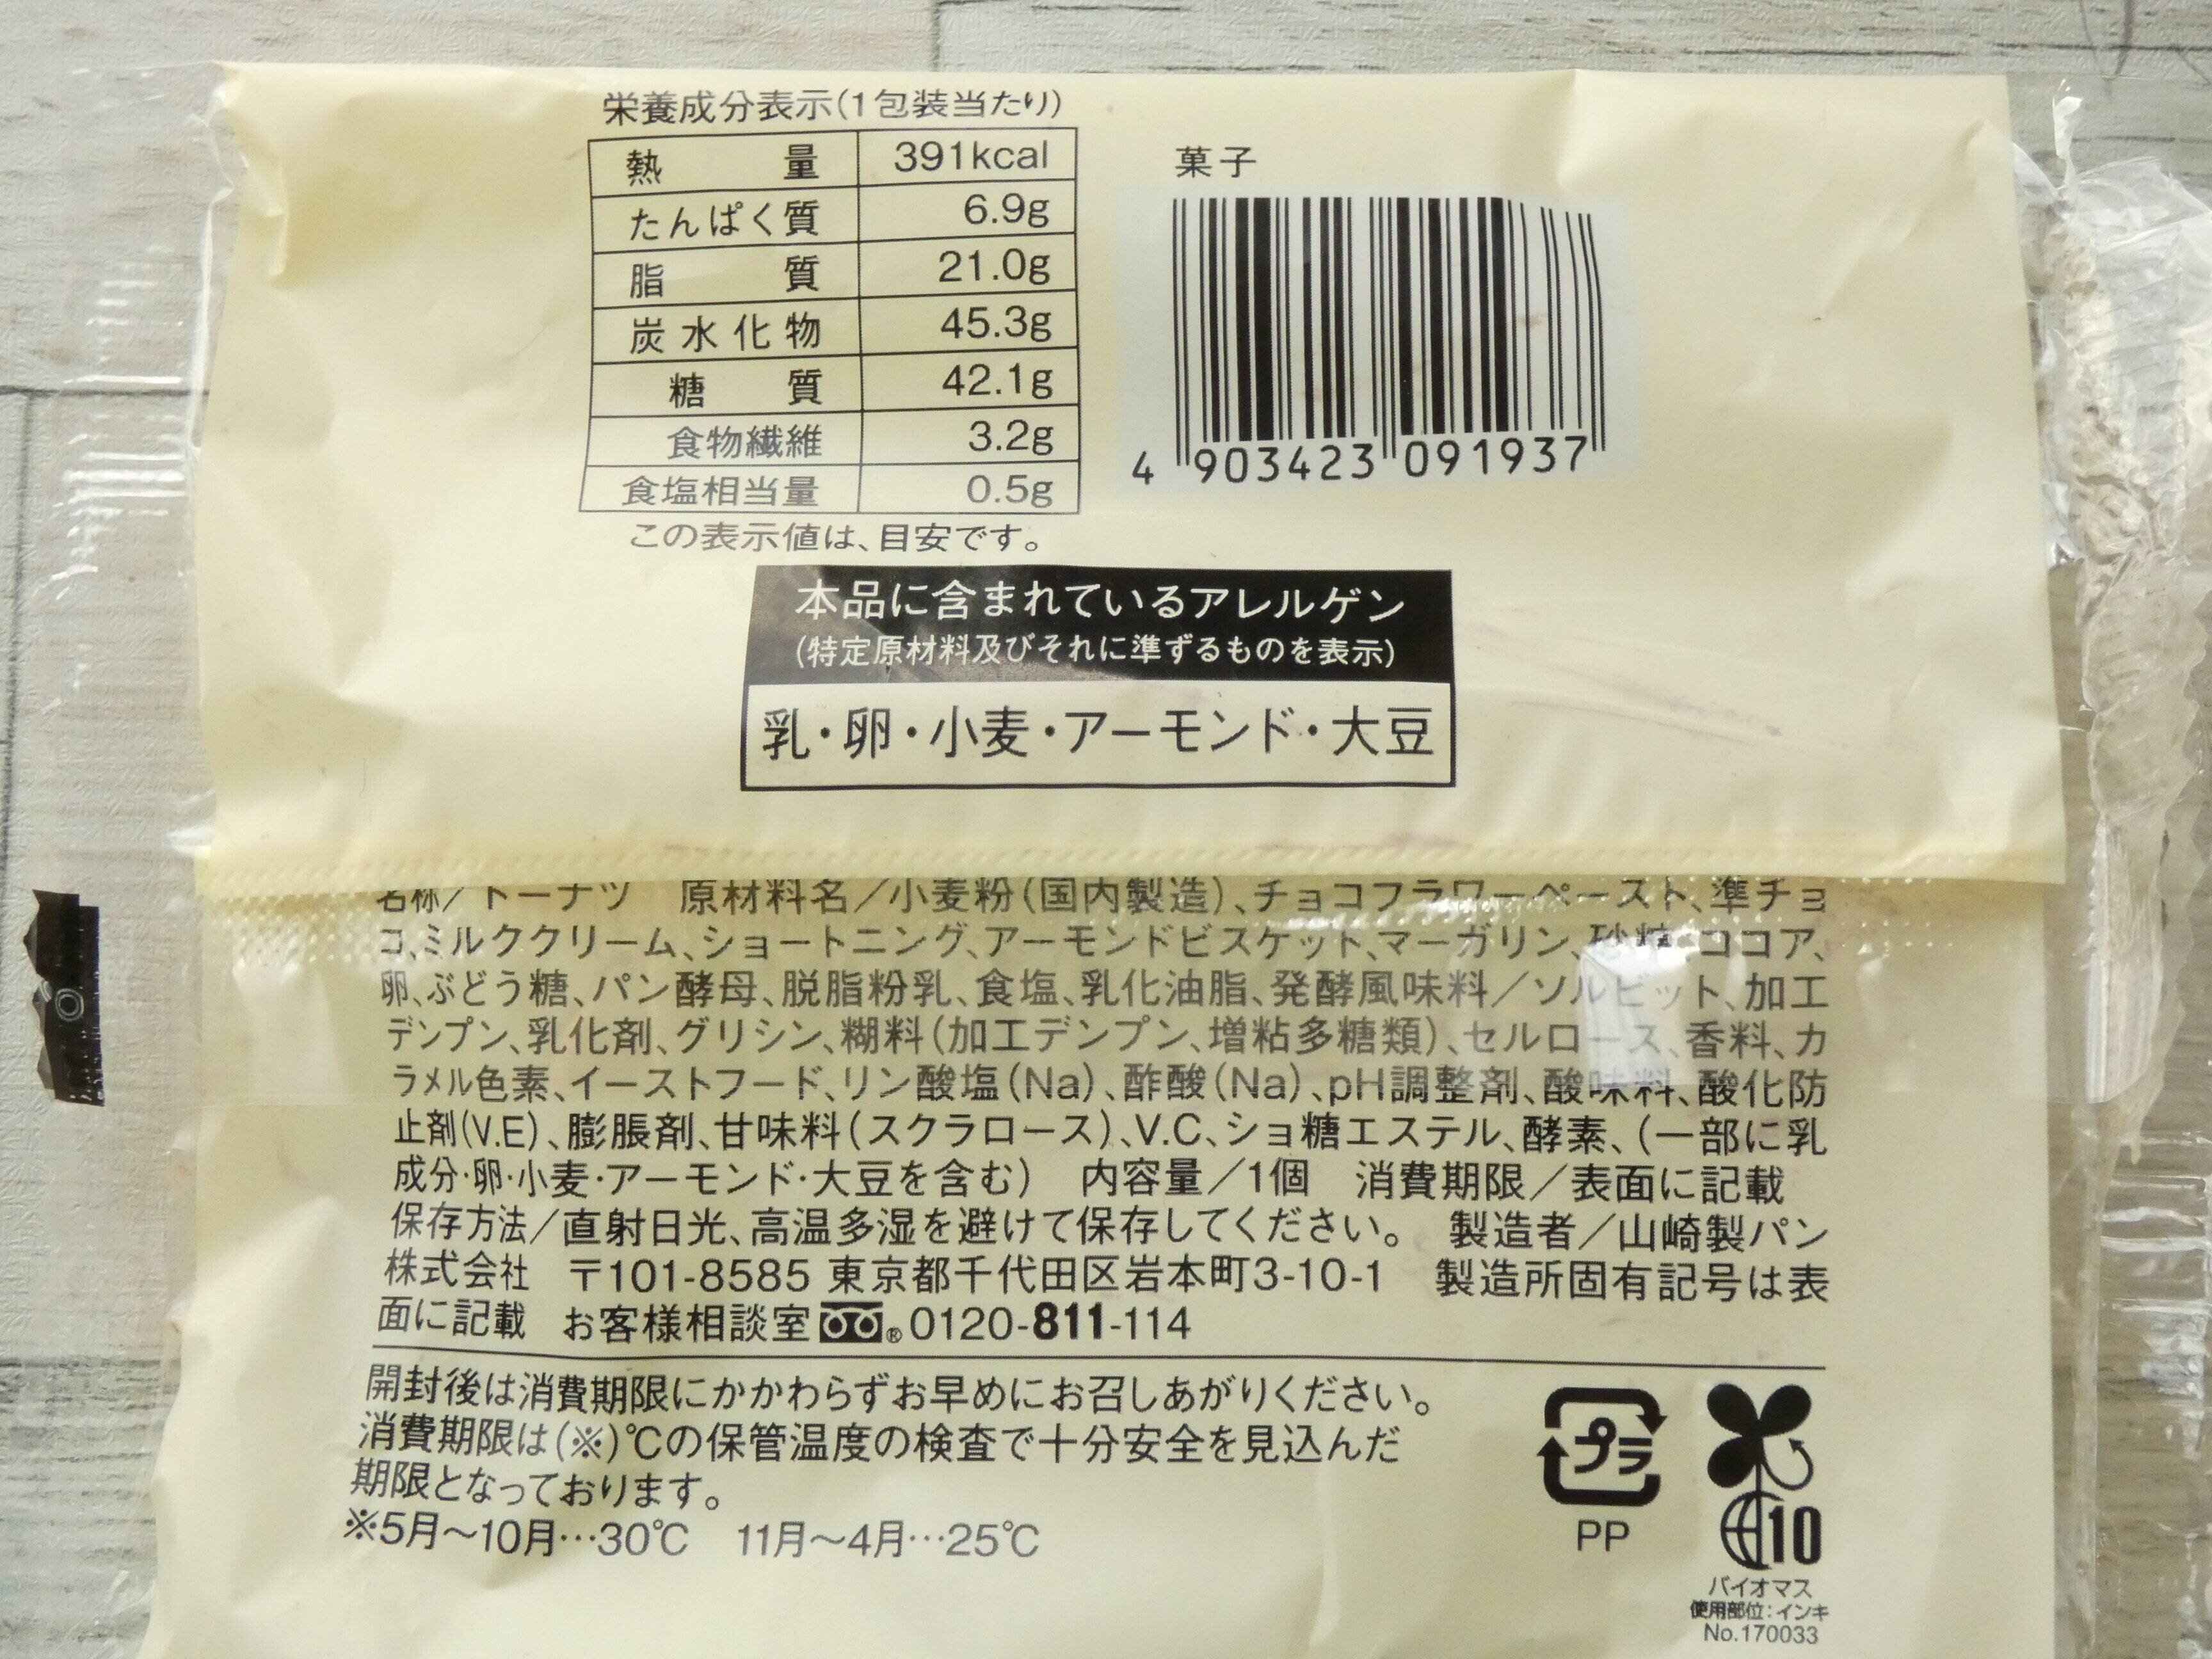 栄養成分表示(1包装当たり)
熱量 391kcal
たんぱく質 6.9g
脂質 21.0g
炭水化物 45.3g
糖質 42.1g
食物繊維 3.2g
食塩相当量 0.5g
この表示値は、目安です。
菓子
4 903423 091937
本品に含まれているアレルゲン
(特定原材料及びそれに準ずるものを表示)
乳・卵・小麦・アーモンド・大豆
名称／ドーナツ 原材料名／小麦粉(国内製造)、チョコフラワーペースト、準チョ
コ、ミルククリーム、ショートニング、アーモンドビスケット、マーガリン、砂糖、ココア、
卵、ぶどう糖、パン酵母、脱脂粉乳、食塩、乳化油脂、発酵風味料／ソルビット、加工
デンプン、乳化剤、グリシン、糊料(加工デンプン、増粘多糖類)、セルロース、香料、カ
ラメル色素、イーストフード、リン酸塩(Na)、酢酸(Na)、pH調整剤、酸味料、酸化防
止剤(V.E)、膨脹剤、甘味料(スクラロース)、V.C、ショ糖エステル、酵素、(一部に乳
成分・卵・小麦・アーモンド・大豆を含む) 内容量／1個 消費期限／表面に記載
保存方法／直射日光、高温多湿を避けて保存してください。 製造者／山崎製パン
株式会社 〒101-8585 東京都千代田区岩本町3-10-1 製造所固有記号は表
面に記載 お客様相談室 ® 0120-811-114
開封後は消費期限にかかわらずお早めにお召しあがりください。
消費期限は(※)℃の保管温度の検査で十分安全を見込んだ
期限となっております。
※5月～10月…30℃ 11月～4月…25℃
プラ
PP
10
バイオマス
使用部位:インキ
No.170033